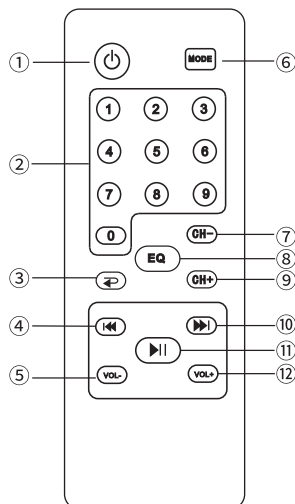 ① ⑥ MODE
② 1 2 3
4 5 6
7 8 9
0 CH− ⑦
EQ ⑧
③ CH+ ⑨
④ ⑩
⑪
⑤ VOL- VOL+ ⑫